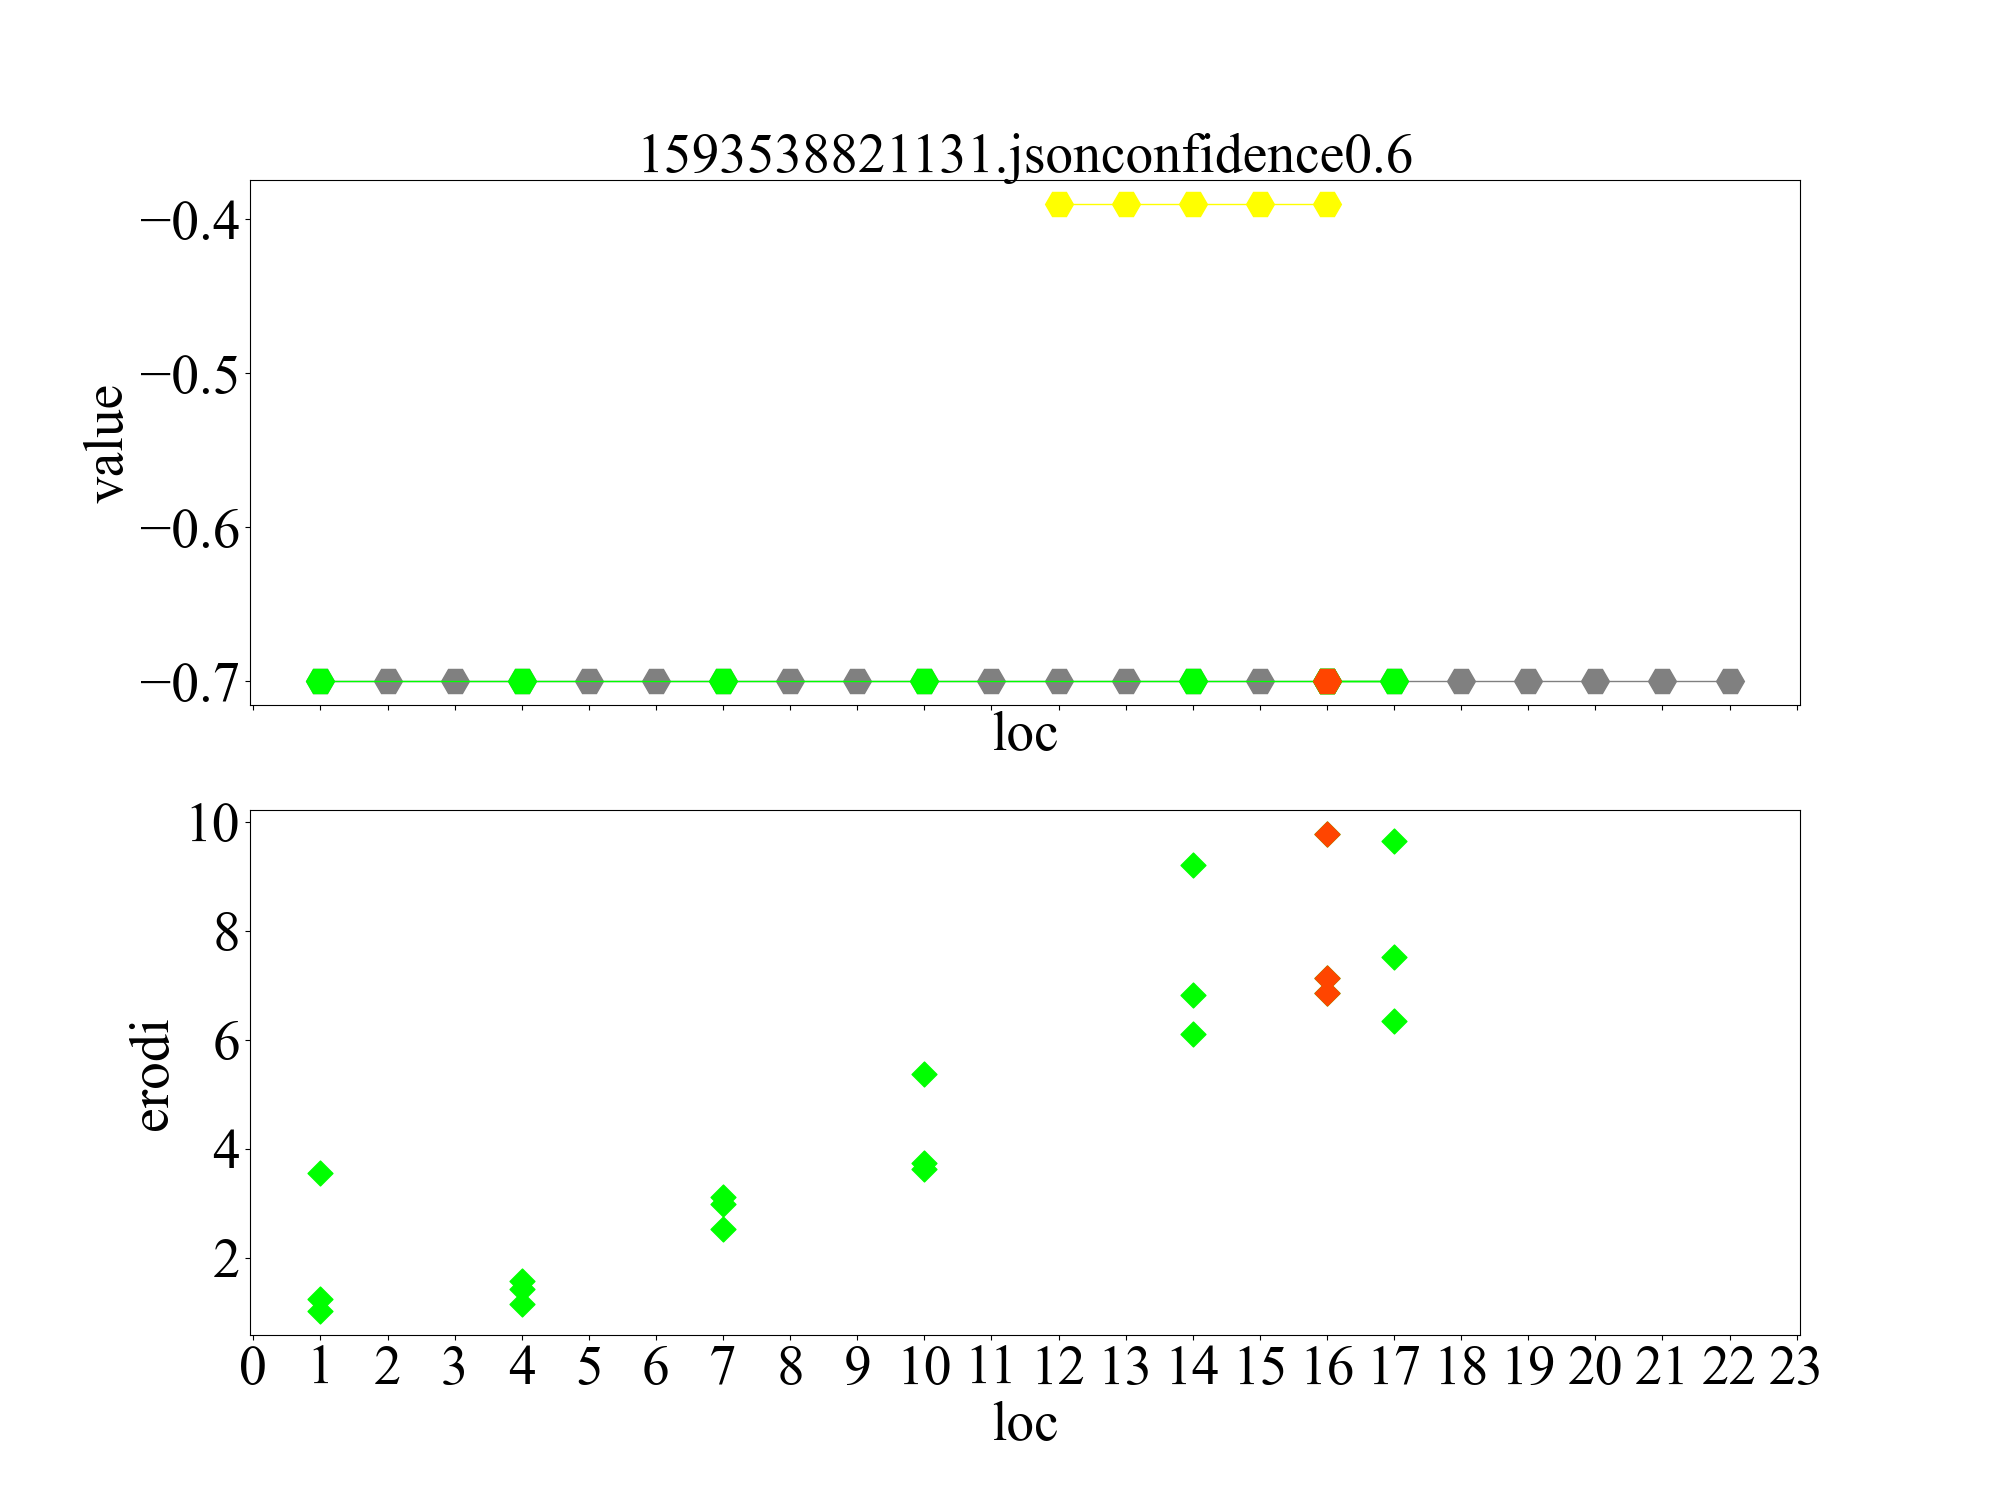 1593538821131.jsonconfidence0.6
−0.4
−0.5
−0.6
−0.7
value
loc
10
8
6
4
2
erodi
0 1 2 3 4 5 6 7 8 9 10 11 12 13 14 15 16 17 18 19 20 21 22 23
loc